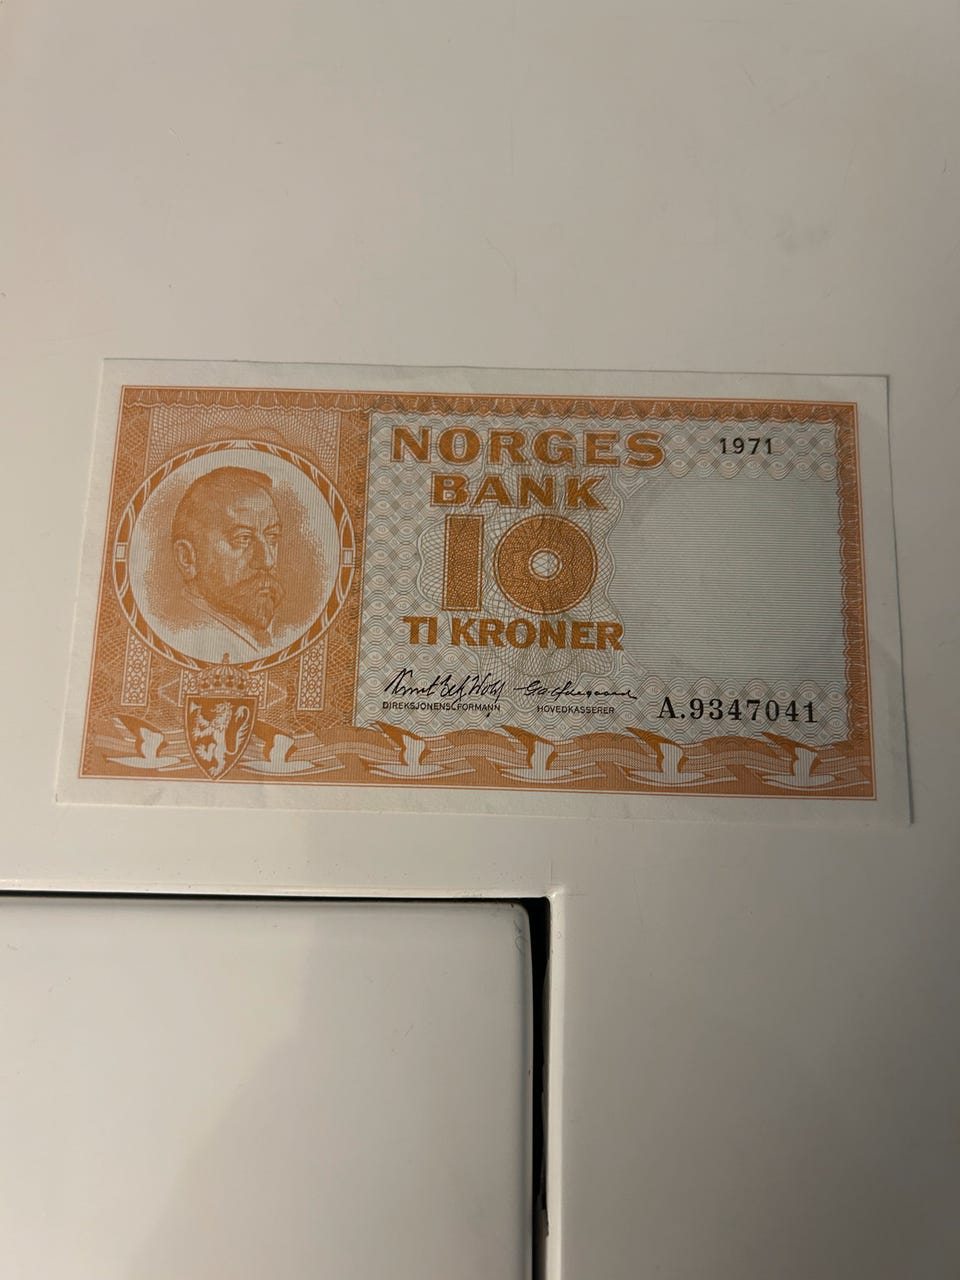 NORGES
1971
BANK
10
TI KRONER
DIREKSJONENS FORMANN
HOVEDKASSERER
A.9347041